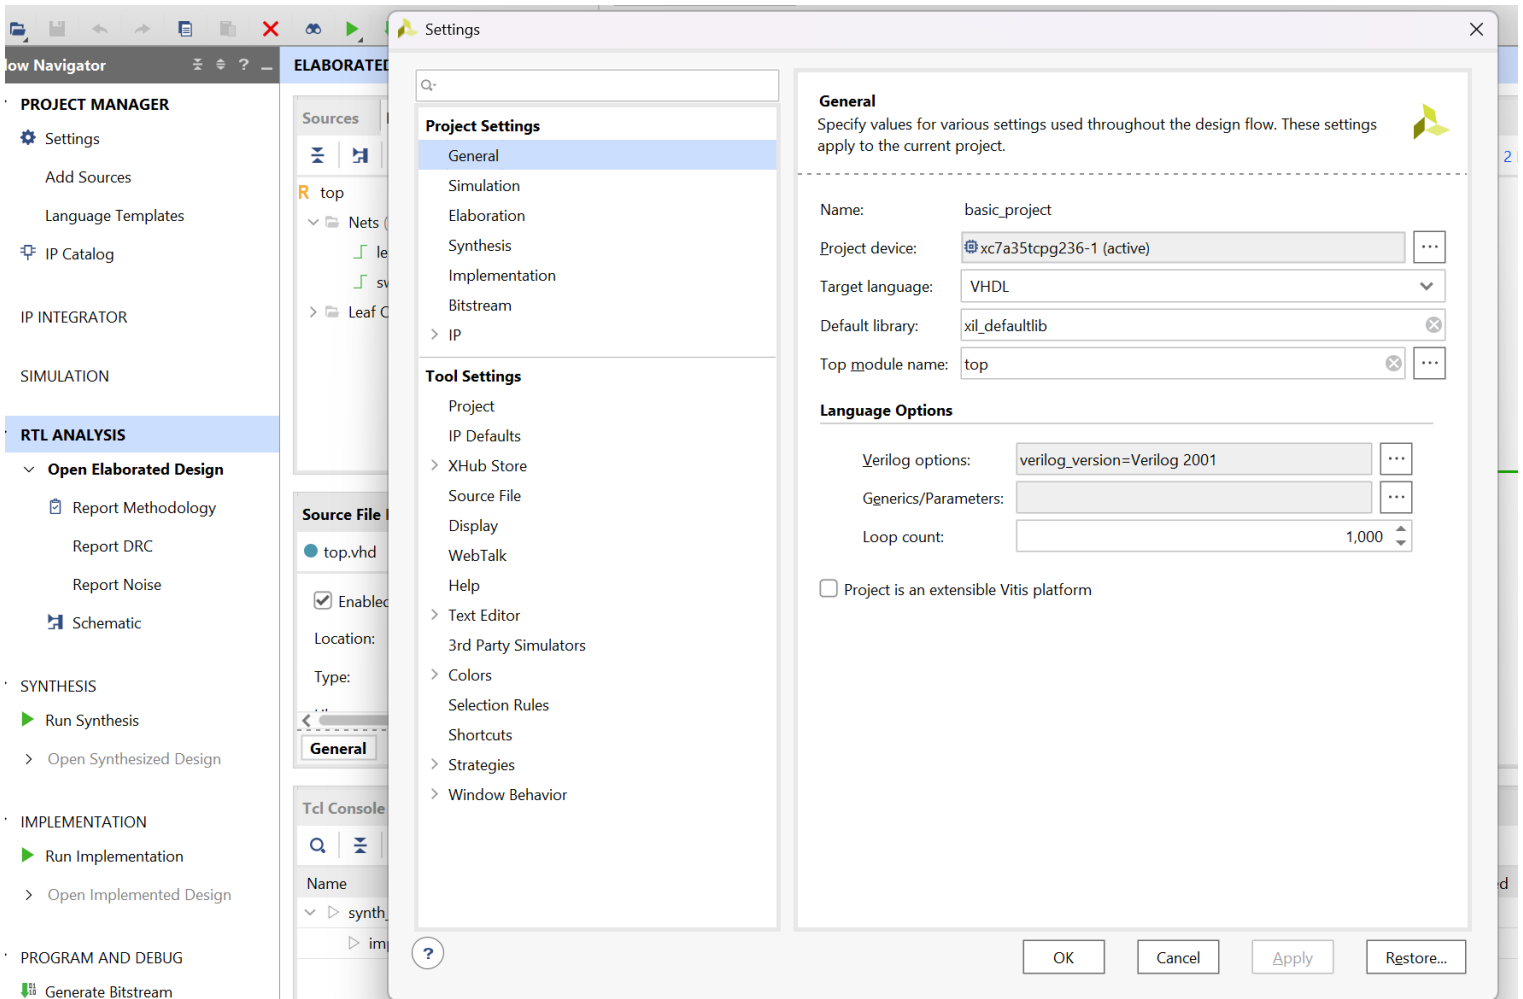 Settings
low Navigator
?
ELABORATED
PROJECT MANAGER
Settings
Add Sources
Language Templates
IP Catalog
IP INTEGRATOR
SIMULATION
RTL ANALYSIS
Open Elaborated Design
Report Methodology
Report DRC
Report Noise
Schematic
SYNTHESIS
Run Synthesis
Open Synthesized Design
IMPLEMENTATION
Run Implementation
Open Implemented Design
PROGRAM AND DEBUG
Generate Bitstream
Sources
R top
Nets (
le
sv
Leaf C
Source File
top.vhd
Enabled
Location:
Type:
General
Tcl Console
Name
synth_
imp
Project Settings
General
Simulation
Elaboration
Synthesis
Implementation
Bitstream
IP
Tool Settings
Project
IP Defaults
XHub Store
Source File
Display
WebTalk
Help
Text Editor
3rd Party Simulators
Colors
Selection Rules
Shortcuts
Strategies
Window Behavior
?
General
Specify values for various settings used throughout the design flow. These settings
apply to the current project.
Name: basic_project
Project device: xc7a35tcpg236-1 (active) ...
Target language: VHDL
Default library: xil_defaultlib
Top module name: top ...
Language Options
Verilog options: verilog_version=Verilog 2001 ...
Generics/Parameters: ...
Loop count: 1,000
Project is an extensible Vitis platform
OK Cancel Apply Restore...
2
ed